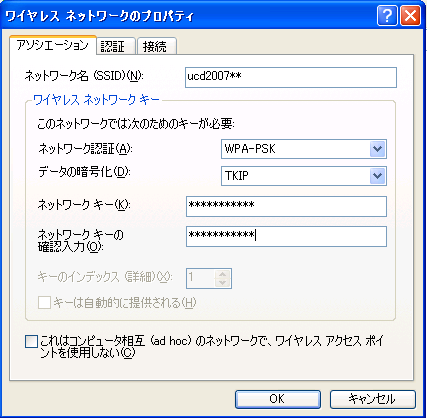 ワイヤレス ネットワークのプロパティ
アソシエーション 認証 接続
ネットワーク名 (SSID)(N): ucd2007**
ワイヤレス ネットワーク キー
このネットワークでは次のためのキーが必要:
ネットワーク認証(A): WPA-PSK
データの暗号化(D): TKIP
ネットワーク キー(K): ***********
ネットワーク キーの
確認入力(O): ***********
キーのインデックス (詳細)(X): 1
キーは自動的に提供される(H)
これはコンピュータ相互 (ad hoc) のネットワークで、ワイヤレス アクセス ポイ
ントを使用しない(C)
OK キャンセル